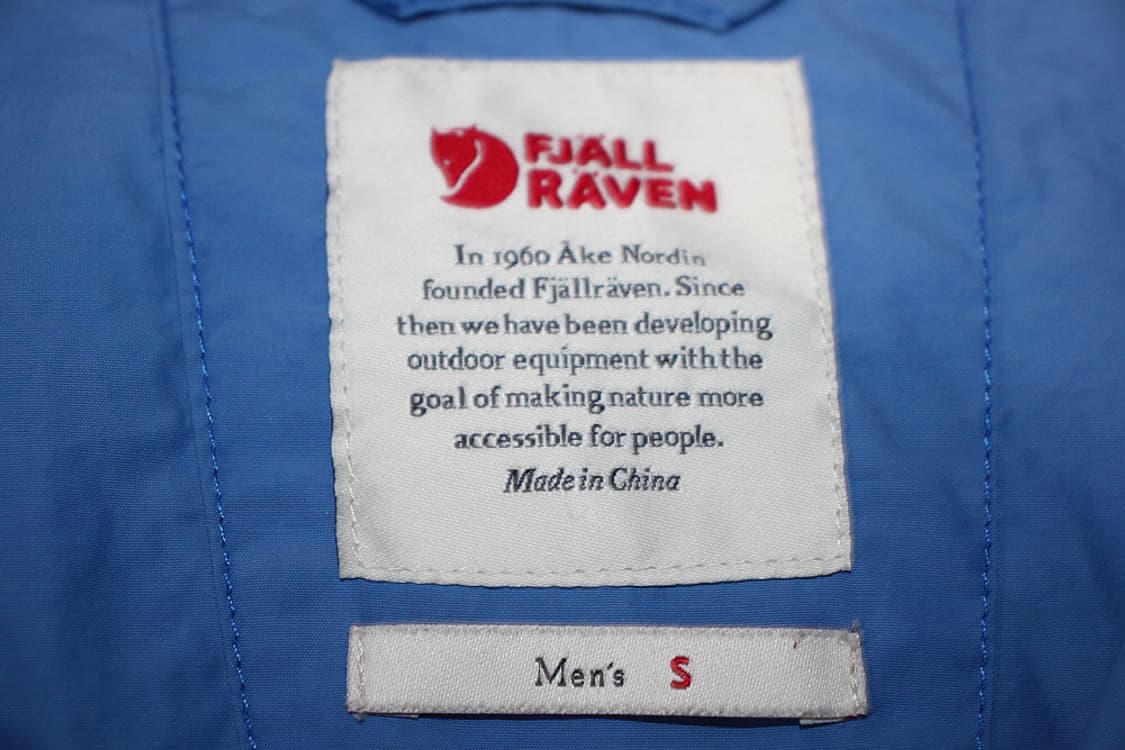 FJÄLL
RÄVEN
In 1960 Åke Nordin
founded Fjällräven. Since
then we have been developing
outdoor equipment with the
goal of making nature more
accessible for people.
Made in China
Men's S